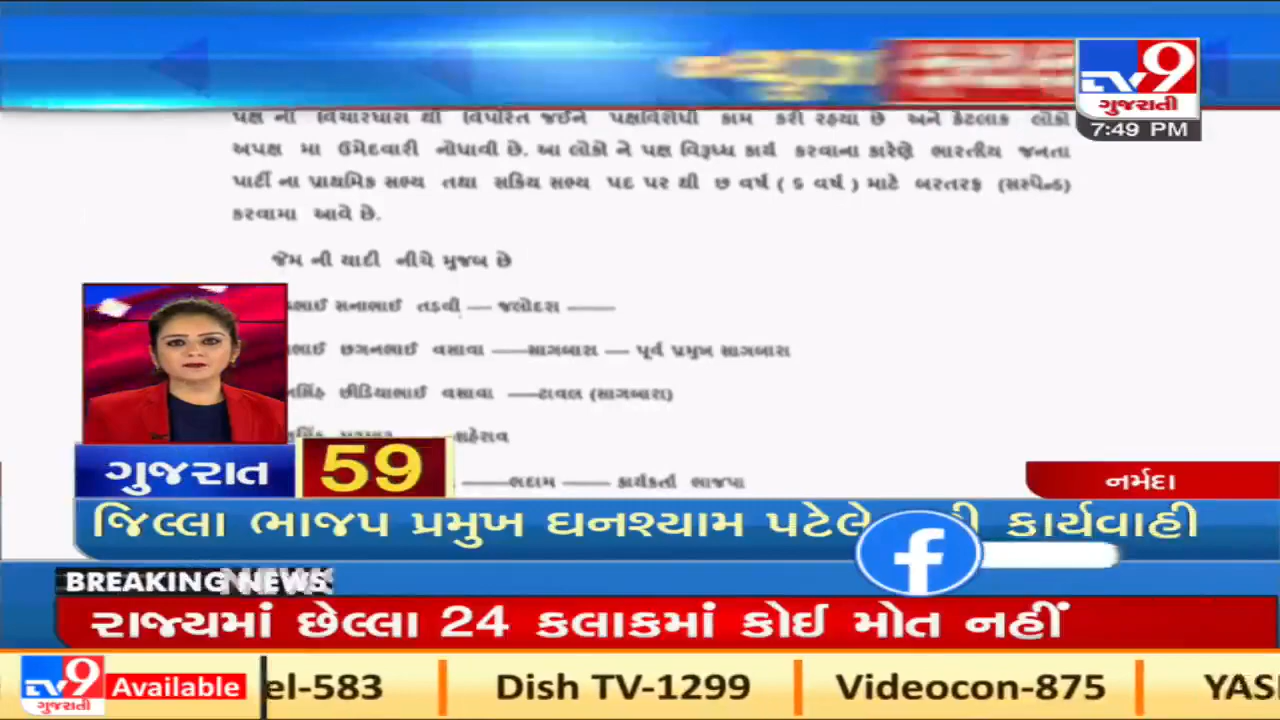 TV9
ગુજરાતી
7:49 PM
પક્ષ ની વિચારધારા થી વિપરિત જઈને પક્ષવિરોધી કામ કરી રહયા છે અને કેટલાક લોકો
અપક્ષ મા ઉમેદવારી નોધાવી છે. આ લોકો ને પક્ષ વિરૂધ્ધ કાર્ય કરવાના કારેણે ભારતીય જનતા
પાર્ટી ના પ્રાથમિક સભ્ય તથા સક્રિય સભ્ય પદ પર થી છ વર્ષ ( ૬ વર્ષ ) માટે બરતરફ (સસ્પેન્ડ)
કરવામા આવે છે.
જેમ ની યાદી નીચે મુજબ છે
સનાભાઈ તડવી — જલોદરા ——
છગનભાઈ વસાવા ——સાગબારા — પૂર્વ પ્રમુખ સાગબારા
છીડિયાભાઈ વસાવા ——ટાવલ (સાગબારા)
સહેરાવ
——ભદામ —— કાર્યકર્તા ભાજપા
ગુજરાત 59
નર્મદા
જિલ્લા ભાજપ પ્રમુખ ઘનશ્યામ પટેલે કાર્યવાહી
BREAKING NEWS
રાજ્યમાં છેલ્લા 24 કલાકમાં કોઈ મોત નહીં
TV9
ગુજરાતી
Available
el-583 Dish TV-1299 Videocon-875 YAS